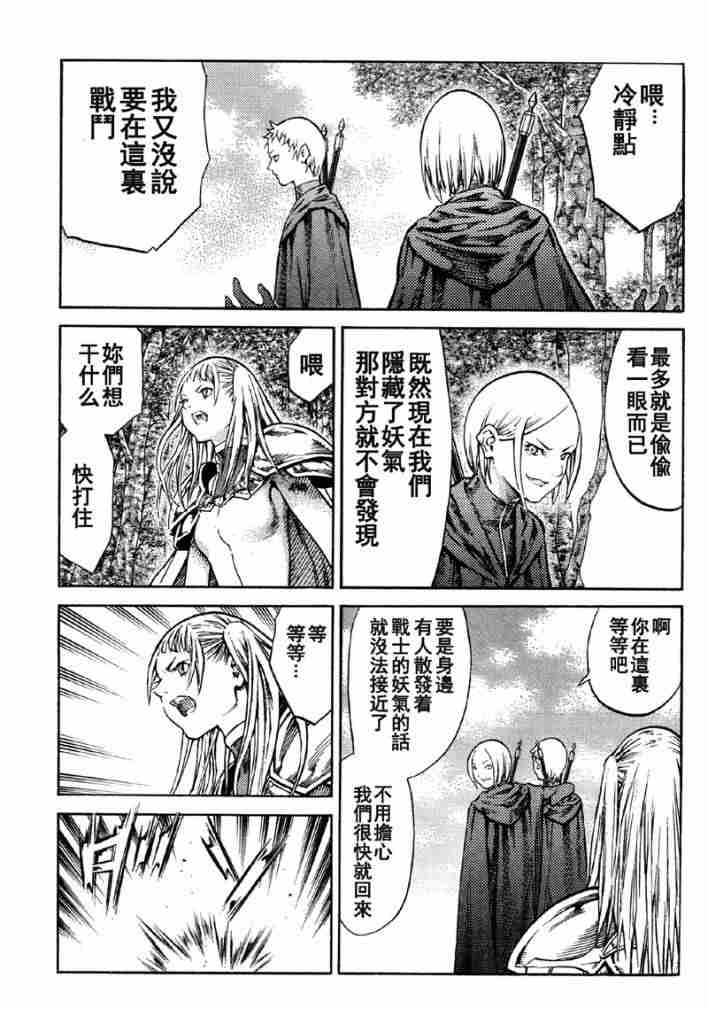 喂…
冷靜點
我又沒說
要在這裏
戰鬥
最多就是偷偷
看一眼而已
既然現在我們
隱藏了妖氣
那對方就不會發現
喂
妳們想
干什么
快打住
啊
你在這裏
等等吧
要是身邊
有人散發着
戰士的妖氣的話
就沒法接近了
不用擔心
我們很快就回來
等
等等…